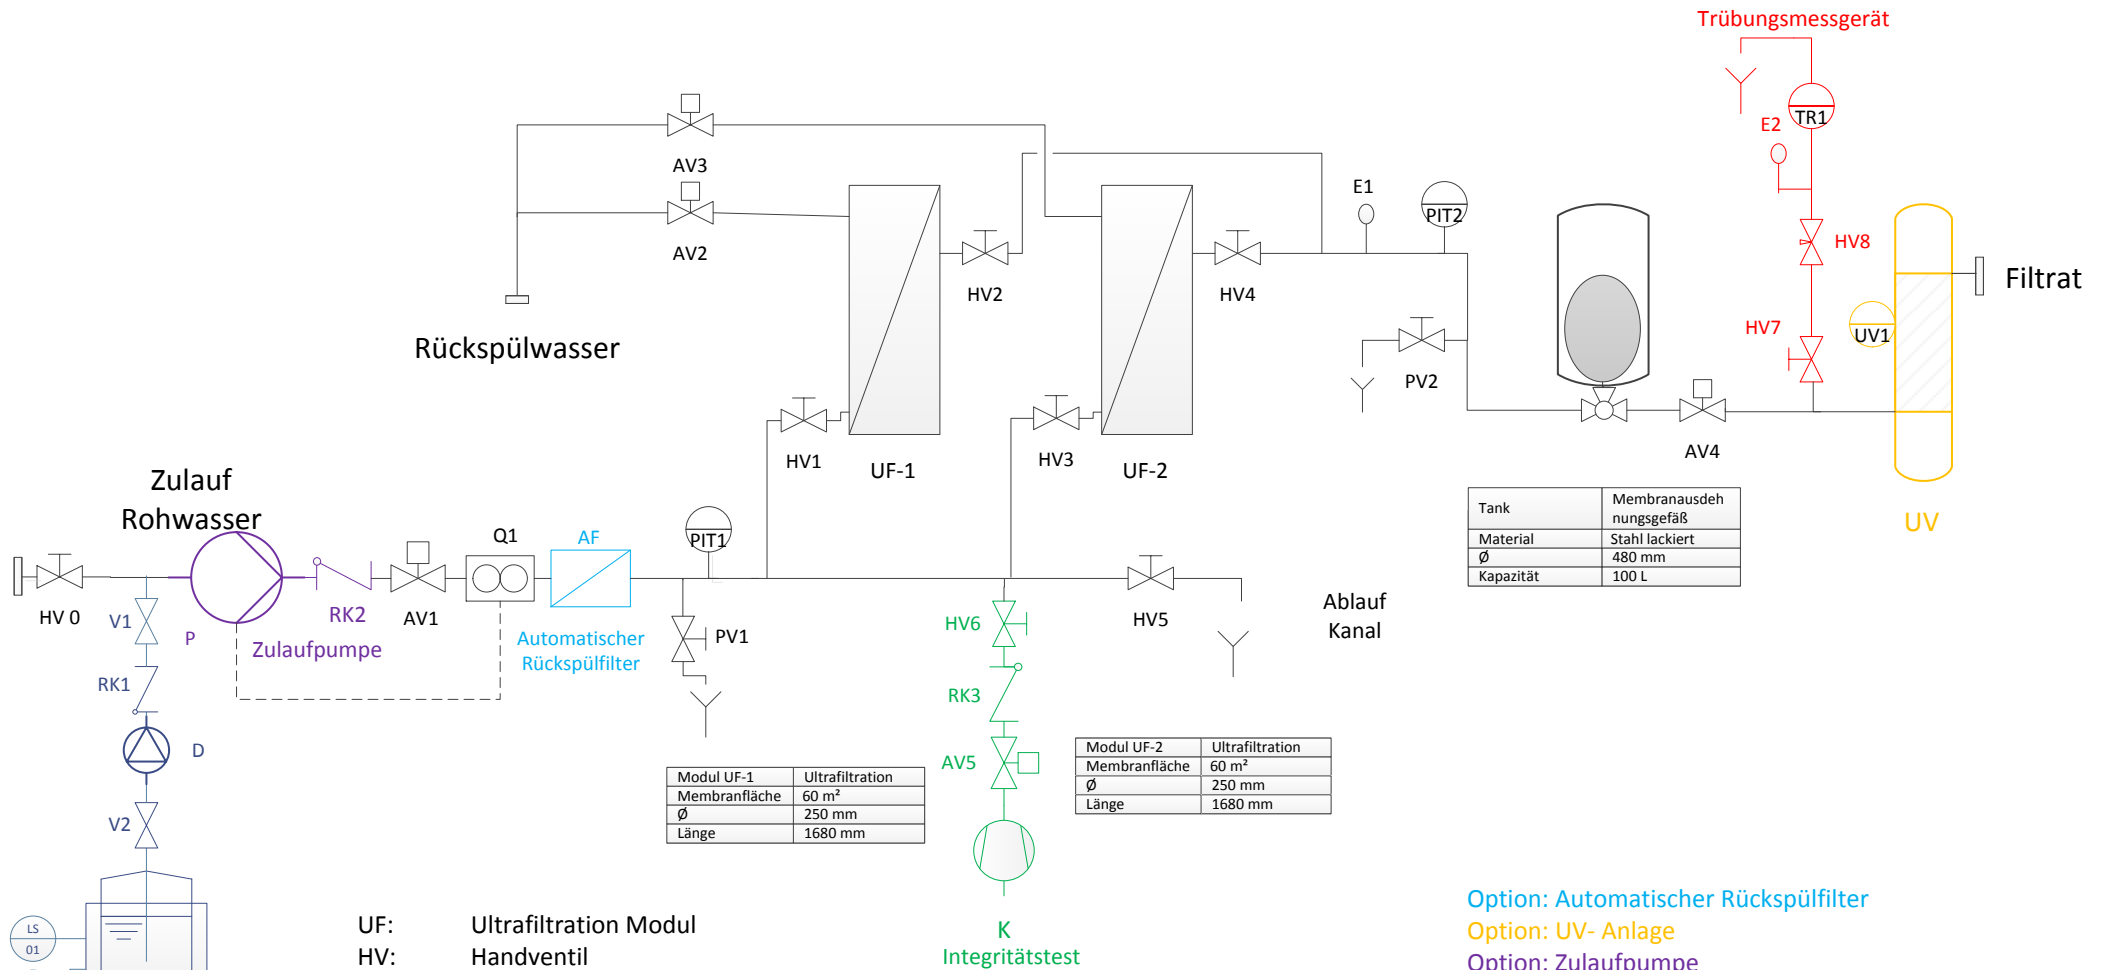 Trübungsmessgerät
TR1
E2
AV3
AV2
E1
PIT2
HV8
HV2
HV4
Filtrat
HV7
UV1
Rückspülwasser
PV2
AV4
HV1
UF-1
HV3
UF-2
Zulauf
Rohwasser
UV
Tank Membranausdeh
nungsgefäß
Material Stahl lackiert
Ø 480 mm
Kapazität 100 L
Q1
AF
PIT1
HV 0
V1
P
RK2
Zulaufpumpe
AV1
Automatischer
Rückspülfilter
PV1
HV6
HV5
Ablauf
Kanal
RK1
RK3
D
AV5
V2
Modul UF-1 Ultrafiltration
Membranfläche 60 m²
Ø 250 mm
Länge 1680 mm
Modul UF-2 Ultrafiltration
Membranfläche 60 m²
Ø 250 mm
Länge 1680 mm
LS
01
UF: Ultrafiltration Modul
HV: Handventil
K
Integritätstest
Option: Automatischer Rückspülfilter
Option: UV- Anlage
Option: Zulaufpumpe